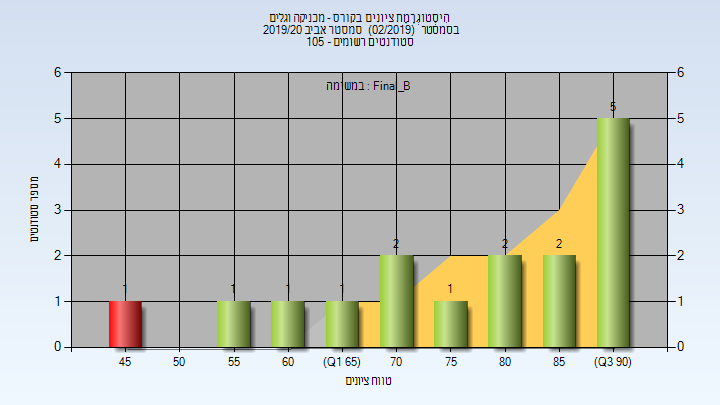 היסטוגרמת ציונים בקורס - מכניקה וגלים
בסמסטר (02/2019) סמסטר אביב 2019/20
סטודנטים רשומים - 105
במשימה : Final_B
6 6
5 5 5
4 4
3 3
2 2 2 2 2
1 1 1 1 1 1 1
0 0
45 50 55 60 (Q1 65) 70 75 80 85 (Q3 90)
מספר סטודנטים
טווח ציונים